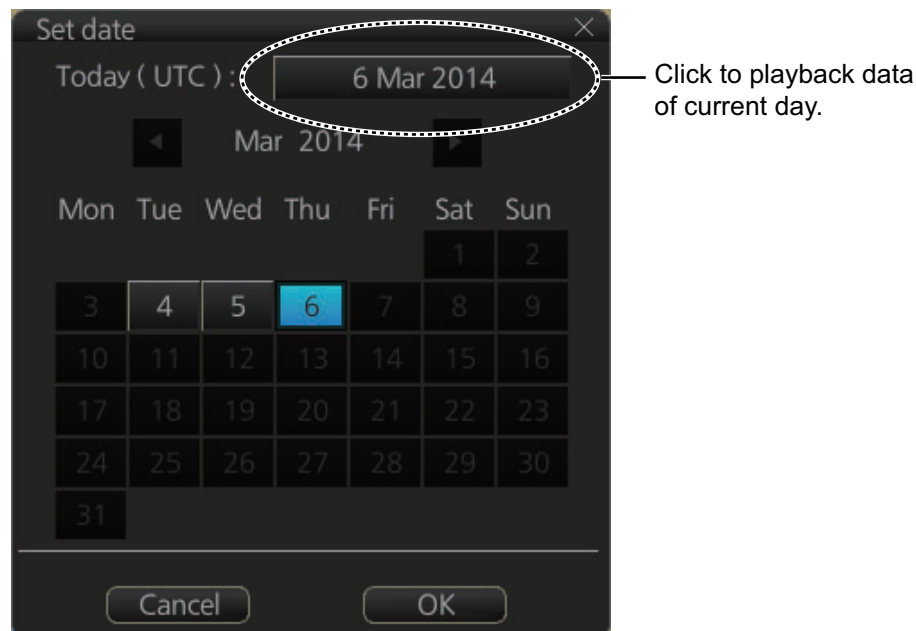 Set date
Today ( UTC ) : 6 Mar 2014
Click to playback data
of current day.
Mar 2014
Mon Tue Wed Thu Fri Sat Sun
1 2
3 4 5 6 7 8 9
10 11 12 13 14 15 16
17 18 19 20 21 22 23
24 25 26 27 28 29 30
31
Cancel OK